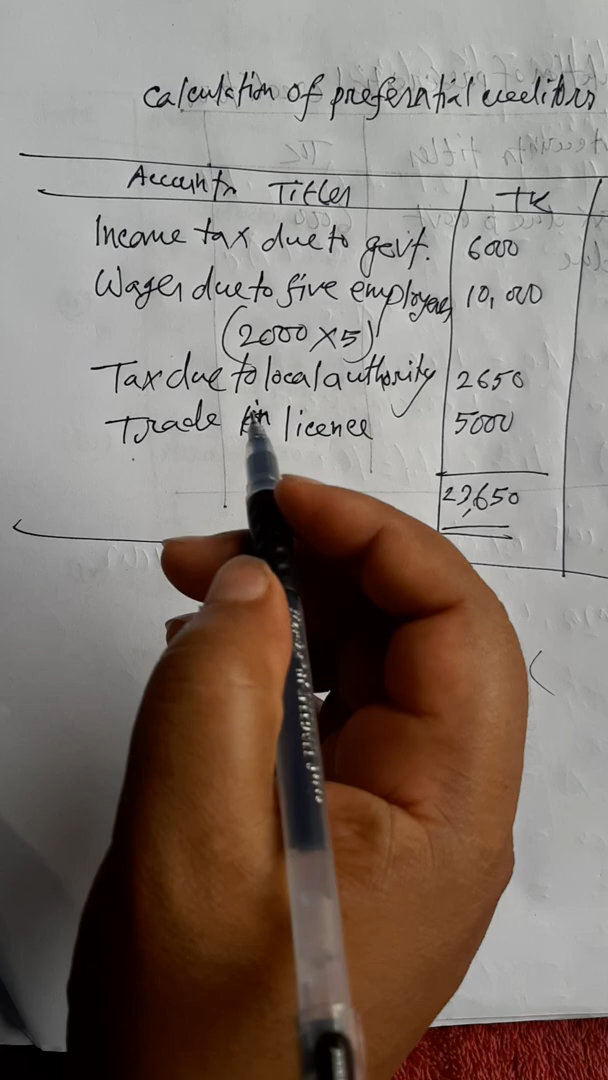 calculation of preferential creditors
Accounts Titles TK
Income tax due to govt. 6000
Wages due to five employees 10,000
(2000 X 5)
Tax due to local authority 2650
Trade licence 5000
23,650